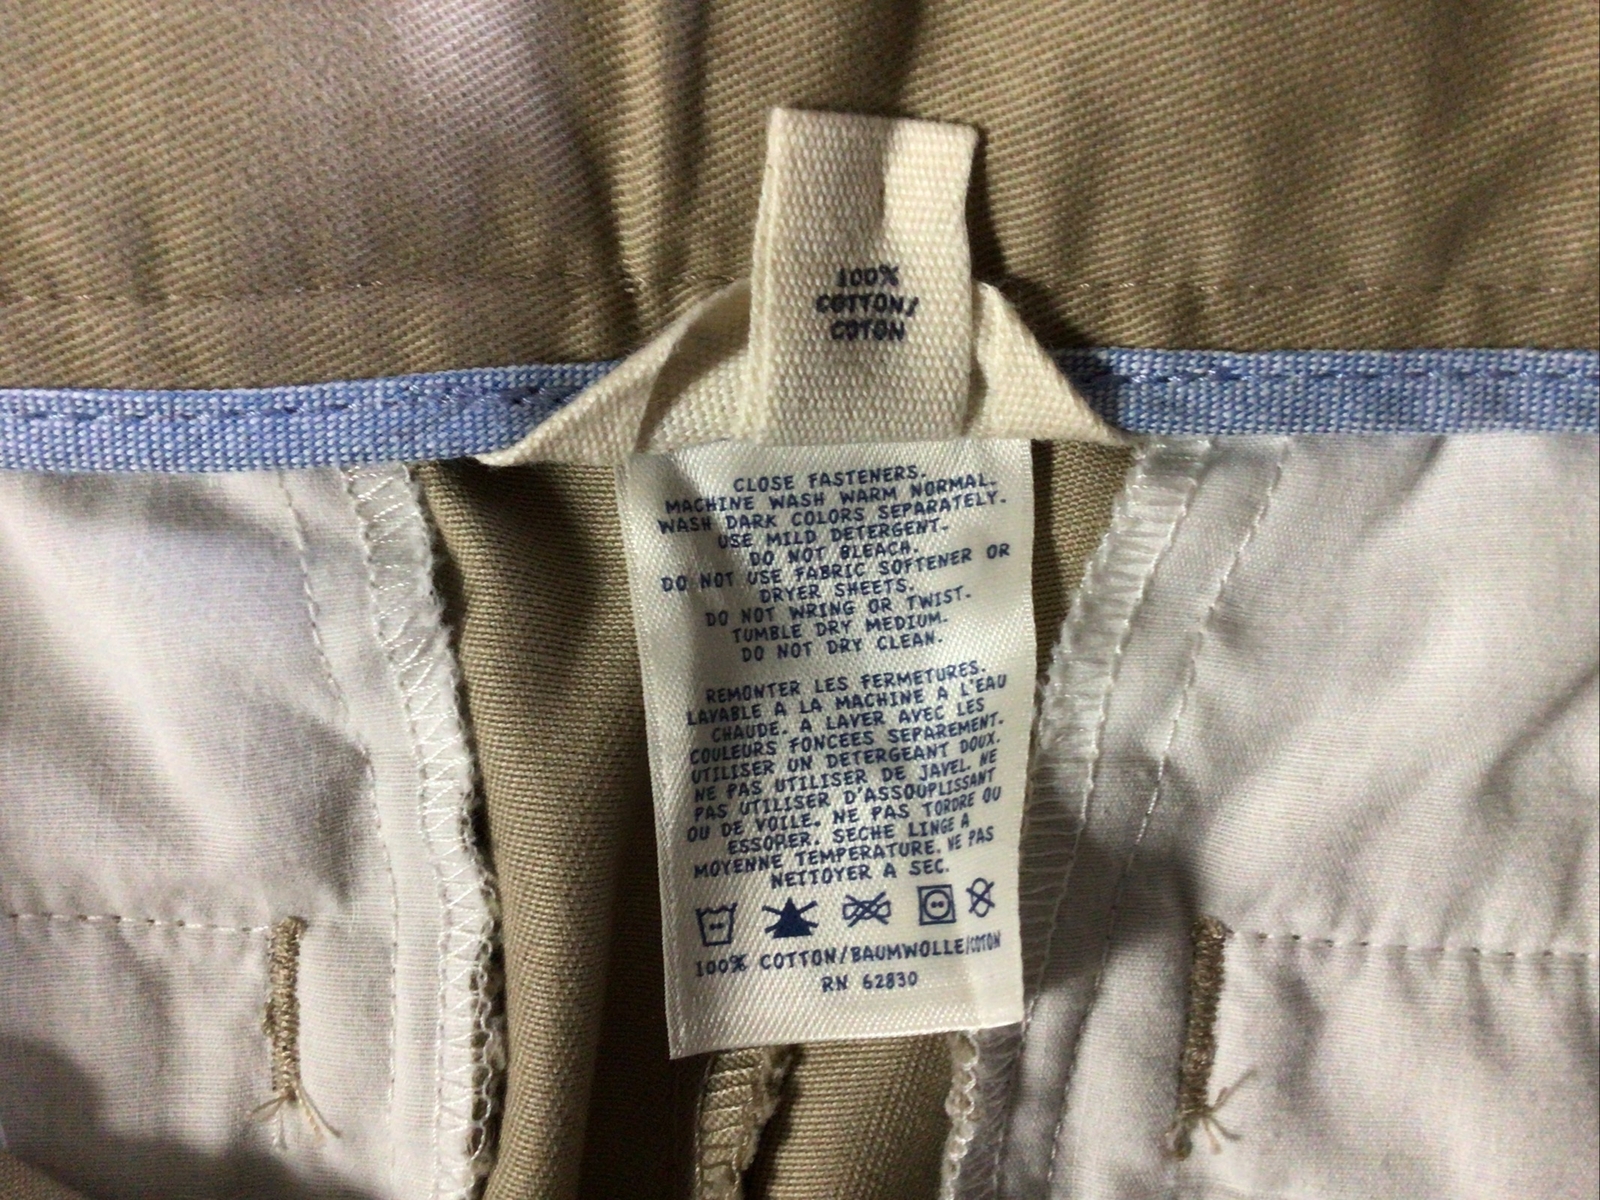 100%
COTTON/
COTON
CLOSE FASTENERS.
MACHINE WASH WARM NORMAL.
WASH DARK COLORS SEPARATELY.
USE MILD DETERGENT.
DO NOT BLEACH.
DO NOT USE FABRIC SOFTENER OR
DRYER SHEETS.
DO NOT WRING OR TWIST.
TUMBLE DRY MEDIUM.
DO NOT DRY CLEAN.
REMONTER LES FERMETURES.
LAVABLE A LA MACHINE A L'EAU
CHAUDE. A LAVER AVEC LES
COULEURS FONCEES SEPAREMENT.
UTILISER UN DETERGEANT DOUX.
NE PAS UTILISER DE JAVEL. NE
PAS UTILISER D'ASSOUPLISSANT
OU DE VOILE. NE PAS TORDRE OU
ESSORER. SECHE LINGE A
MOYENNE TEMPERATURE. NE PAS
NETTOYER A SEC.
100% COTTON/BAUMWOLLE/COTON
RN 62830